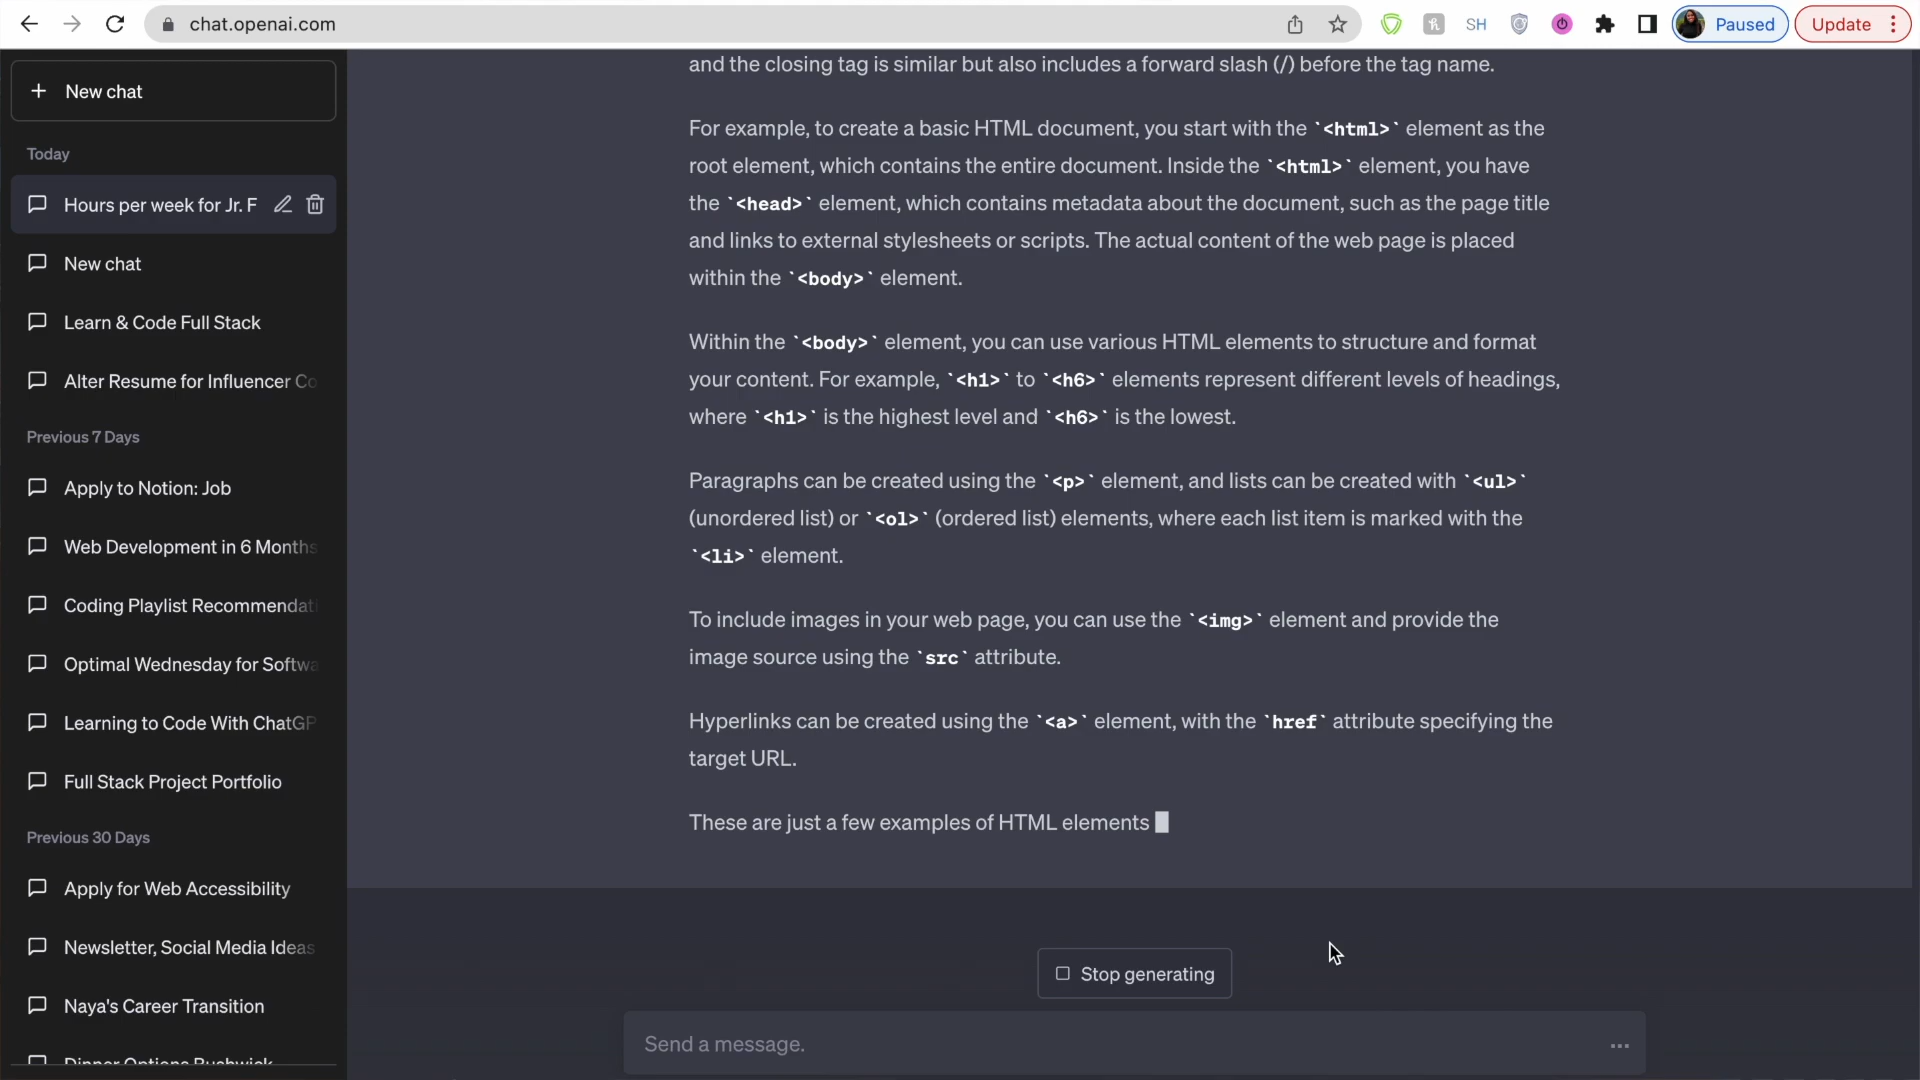 chat.openai.com
SH
Paused
Update
New chat
Today
Hours per week for Jr. F
New chat
Learn & Code Full Stack
Alter Resume for Influencer Co
Previous 7 Days
Apply to Notion: Job
Web Development in 6 Months
Coding Playlist Recommendati
Optimal Wednesday for Softwa
Learning to Code With ChatGP
Full Stack Project Portfolio
Previous 30 Days
Apply for Web Accessibility
Newsletter, Social Media Ideas
Naya's Career Transition
Dinner Options Bushwick
and the closing tag is similar but also includes a forward slash (/) before the tag name.
For example, to create a basic HTML document, you start with the `<html>` element as the
root element, which contains the entire document. Inside the `<html>` element, you have
the `<head>` element, which contains metadata about the document, such as the page title
and links to external stylesheets or scripts. The actual content of the web page is placed
within the `<body>` element.
Within the `<body>` element, you can use various HTML elements to structure and format
your content. For example, `<h1>` to `<h6>` elements represent different levels of headings,
where `<h1>` is the highest level and `<h6>` is the lowest.
Paragraphs can be created using the `<p>` element, and lists can be created with `<ul>`
(unordered list) or `<ol>` (ordered list) elements, where each list item is marked with the
`<li>` element.
To include images in your web page, you can use the `<img>` element and provide the
image source using the `src` attribute.
Hyperlinks can be created using the `<a>` element, with the `href` attribute specifying the
target URL.
These are just a few examples of HTML elements
Stop generating
Send a message.